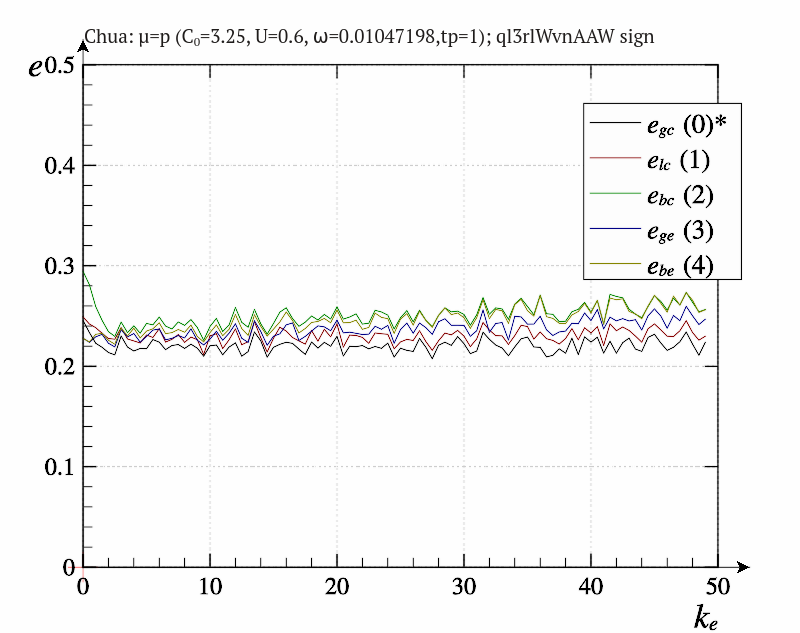 Chua: μ=p (C₀=3.25, U=0.6, ω=0.01047198,tp=1); ql3rlWvnAAW sign
e
0.5
0.4
0.3
0.2
0.1
0
0 10 20 30 40 50
kₑ
e_gc (0)*
e_lc (1)
e_bc (2)
e_ge (3)
e_be (4)